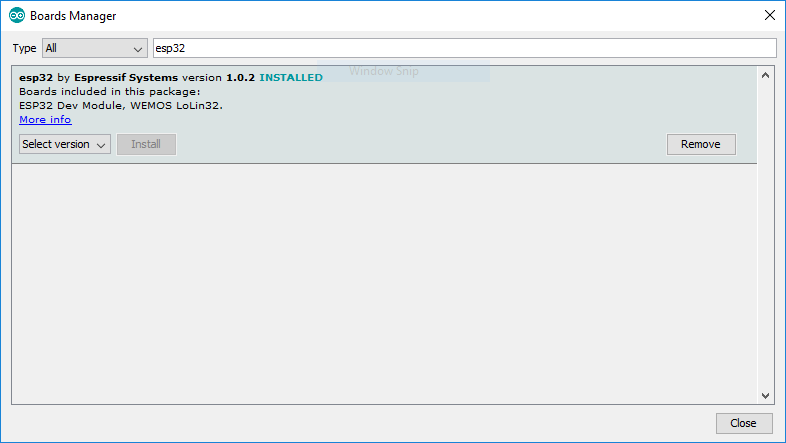 Boards Manager
Type All esp32
Window Snip
esp32 by Espressif Systems version 1.0.2 INSTALLED
Boards included in this package:
ESP32 Dev Module, WEMOS LoLin32.
More info
Select version Install Remove
Close